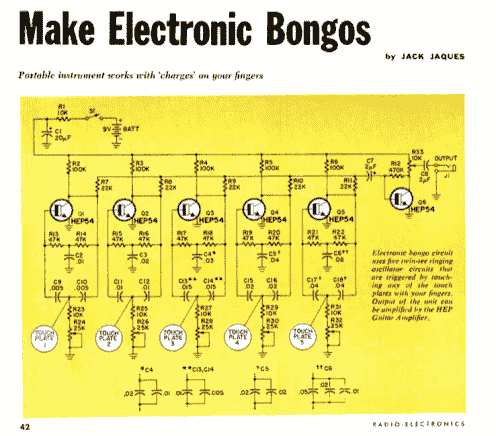 Make Electronic Bongos
by JACK JAQUES
Portable instrument works with 'charges' on your fingers
R1
10K
S1
C1
20µF
9V
BATT
R2
100K
R3
100K
R4
100K
R5
100K
R6
100K
C7
2µF
R33
10K
OUTPUT
R7
22K
R8
22K
R9
22K
R10
22K
R11
22K
R12
470K
C8
2µF
J1
Q1
HEP54
Q2
HEP54
Q3
HEP54
Q4
HEP54
Q5
HEP54
Q6
HEP54
R13
47K
R14
47K
R15
47K
R16
47K
R17
47K
R18
47K
R19
47K
R20
47K
R21
47K
R22
47K
C2
.01
C3
.02
C4*
.03
C5†
.04
C6††
.08
C9
.005
C10
.005
C11
.01
C12
.01
C13**
.015
C14**
.015
C15
.02
C16
.02
C17†
.04
C18†
.04
R23
10K
R24
25K
R25
10K
R26
25K
R27
10K
R28
25K
R29
10K
R30
25K
R31
10K
R32
25K
TOUCH
PLATE
1
TOUCH
PLATE
2
TOUCH
PLATE
3
TOUCH
PLATE
4
TOUCH
PLATE
5
Electronic bongo circuit
uses five twin-tee ringing
oscillator circuits that
are triggered by touch-
ing any of the touch
plates with your fingers.
Output of the unit can
be amplified by the HEP
Guitar Amplifier.
*C4
.02
.01
**C13, C14
.01
.005
†C5
.02
.02
††C6
.05
.02
.01
42
RADIO-ELECTRONICS